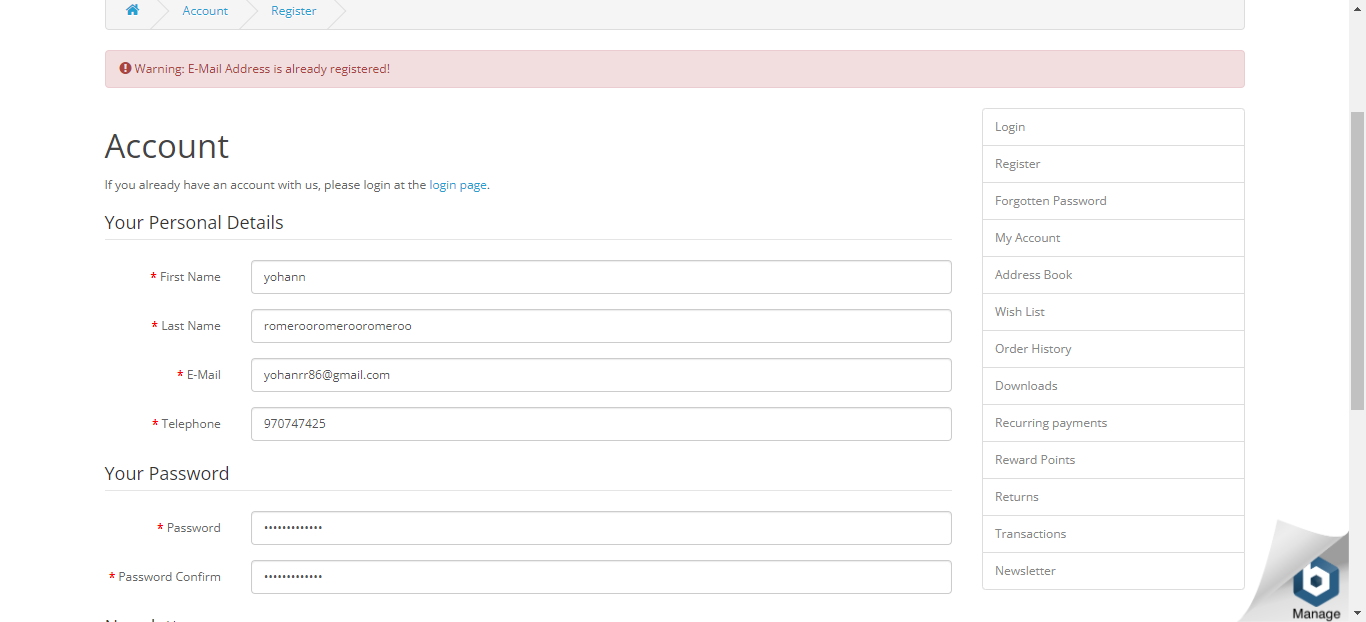 Account
Register
Warning: E-Mail Address is already registered!
Account
If you already have an account with us, please login at the login page.
Your Personal Details
* First Name
yohann
* Last Name
romerooromerooromeroo
* E-Mail
yohanrr86@gmail.com
* Telephone
970747425
Your Password
* Password
•••••••••••••
* Password Confirm
•••••••••••••
Login
Register
Forgotten Password
My Account
Address Book
Wish List
Order History
Downloads
Recurring payments
Reward Points
Returns
Transactions
Newsletter
Manage